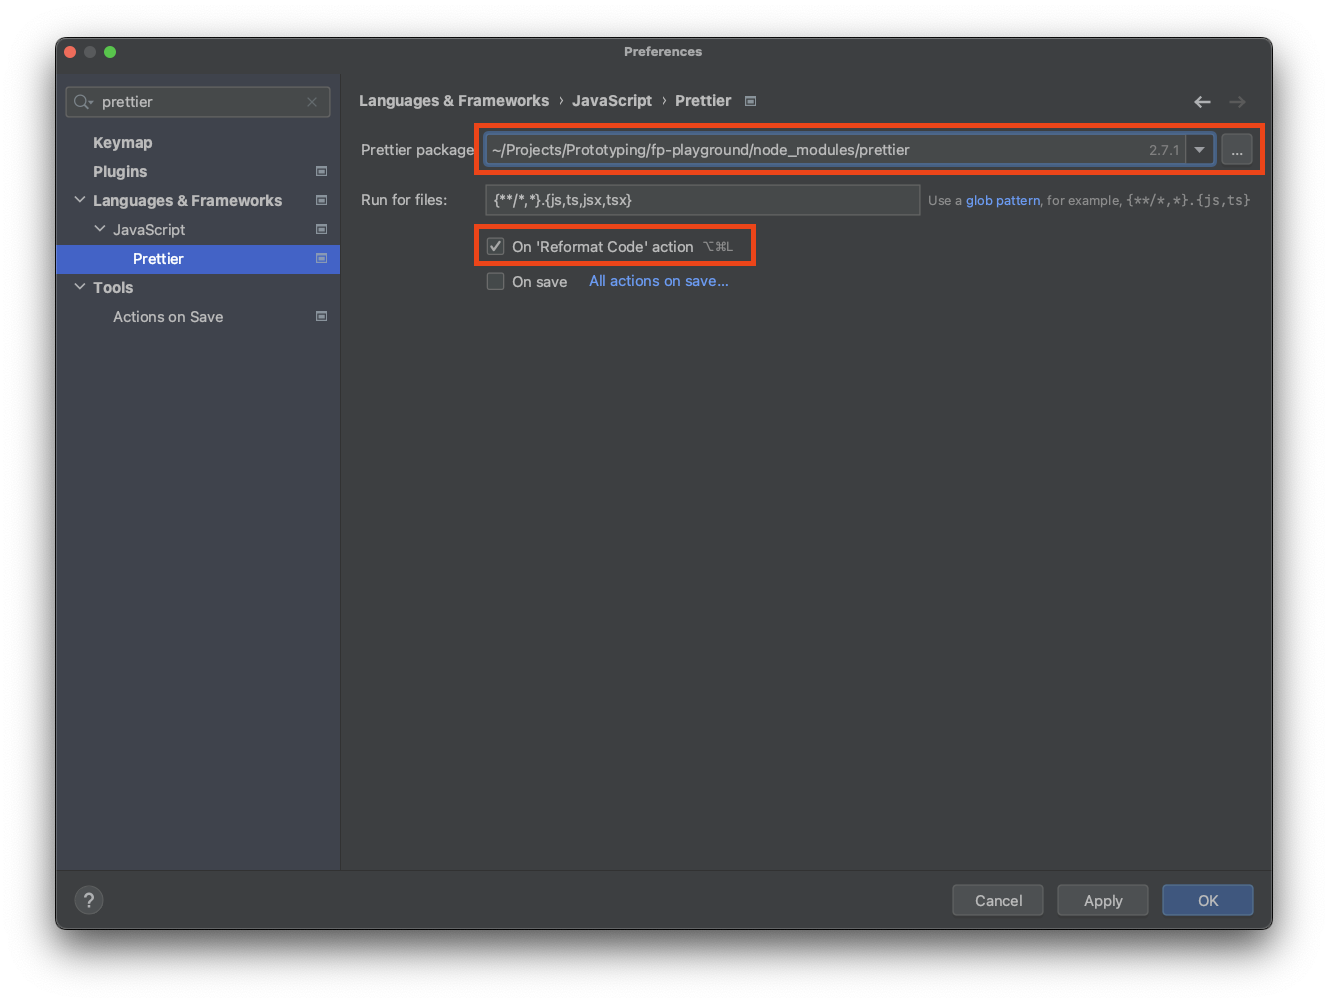 Preferences
prettier
Keymap
Plugins
Languages & Frameworks
JavaScript
Prettier
Tools
Actions on Save
Languages & Frameworks › JavaScript › Prettier
Prettier package ~/Projects/Prototyping/fp-playground/node_modules/prettier 2.7.1 ...
Run for files: {**/*,*}.{js,ts,jsx,tsx} Use a glob pattern, for example, {**/*,*}.{js,ts}
On 'Reformat Code' action ⌥⌘L
On save All actions on save...
? Cancel Apply OK